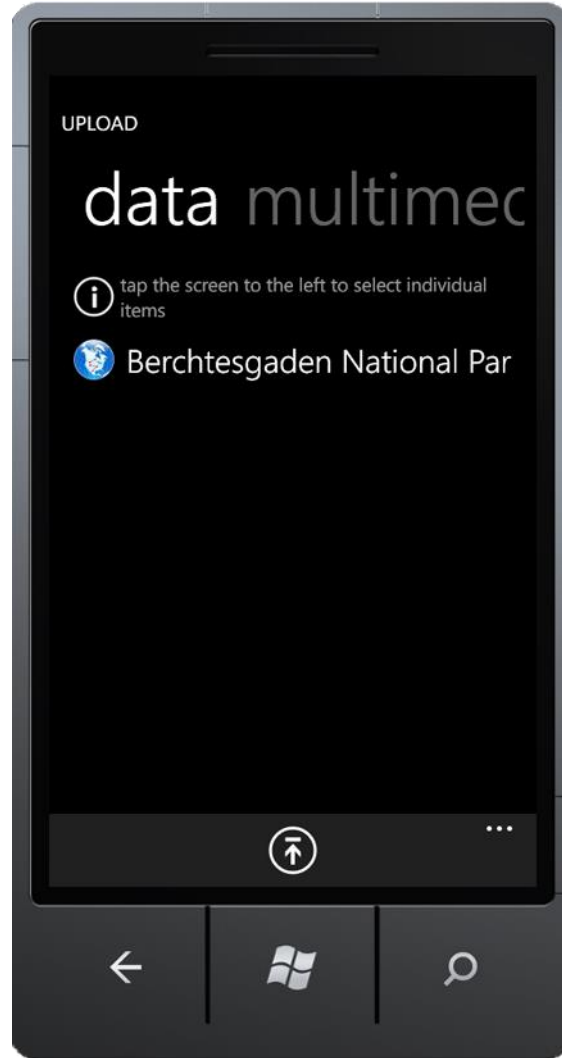 UPLOAD
data multimec
tap the screen to the left to select individual
items
Berchtesgaden National Par